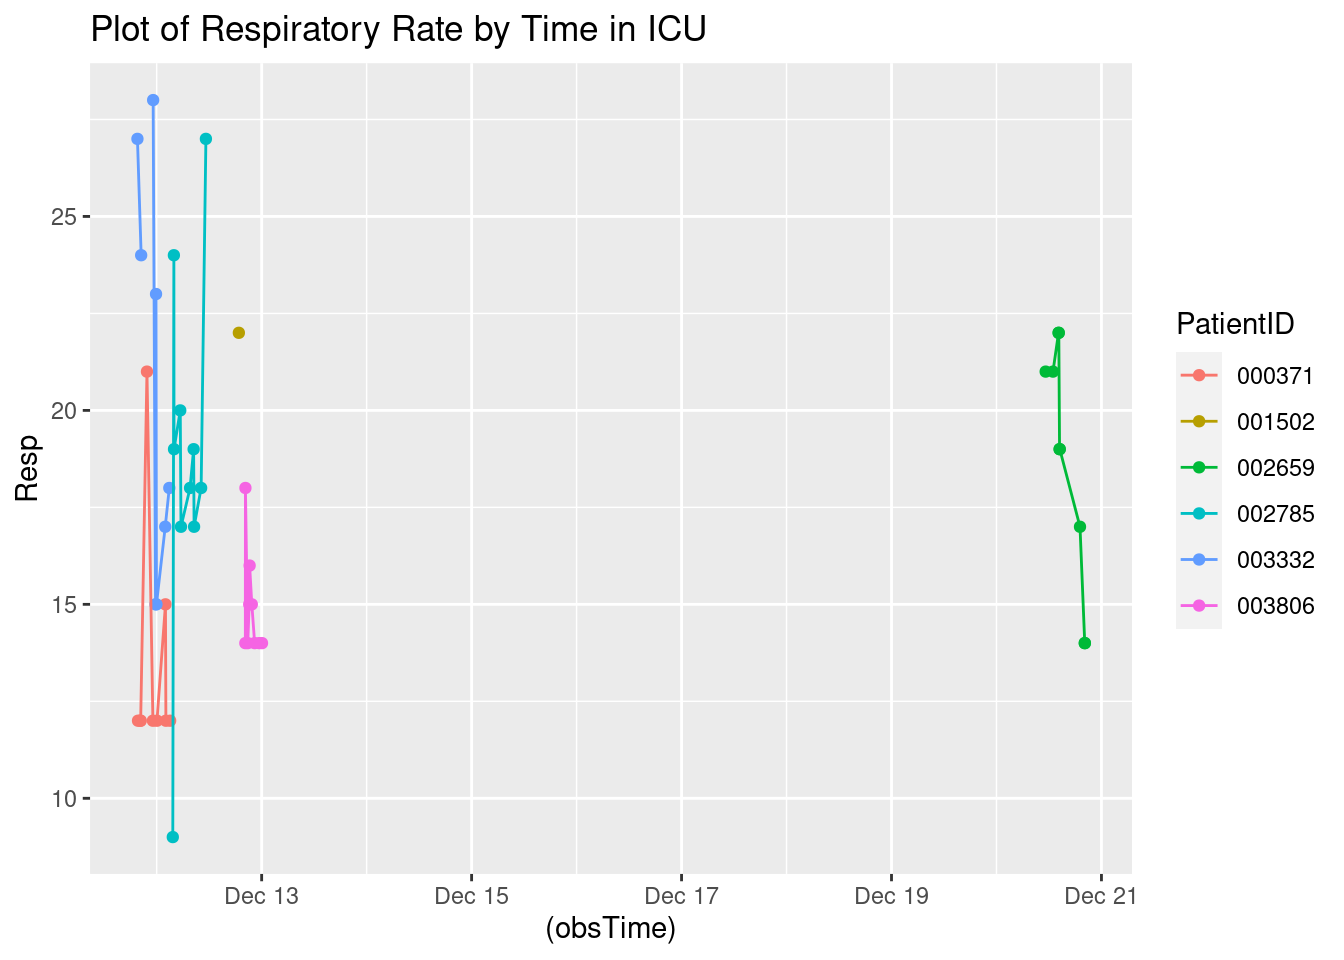 Plot of Respiratory Rate by Time in ICU
Resp
25
20
15
10
Dec 13
Dec 15
Dec 17
Dec 19
Dec 21
(obsTime)
PatientID
000371
001502
002659
002785
003332
003806